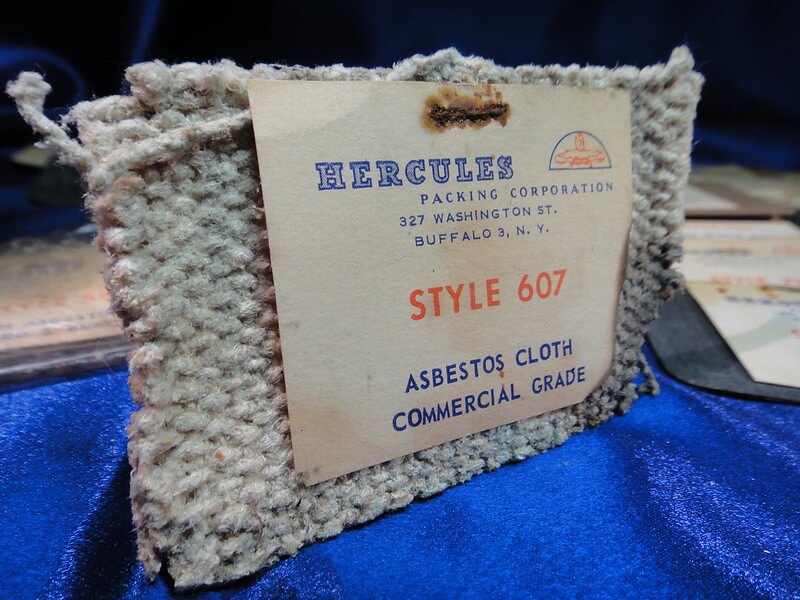 HERCULES
PACKING CORPORATION
327 WASHINGTON ST.
BUFFALO 3, N. Y.
STYLE 607
ASBESTOS CLOTH
COMMERCIAL GRADE